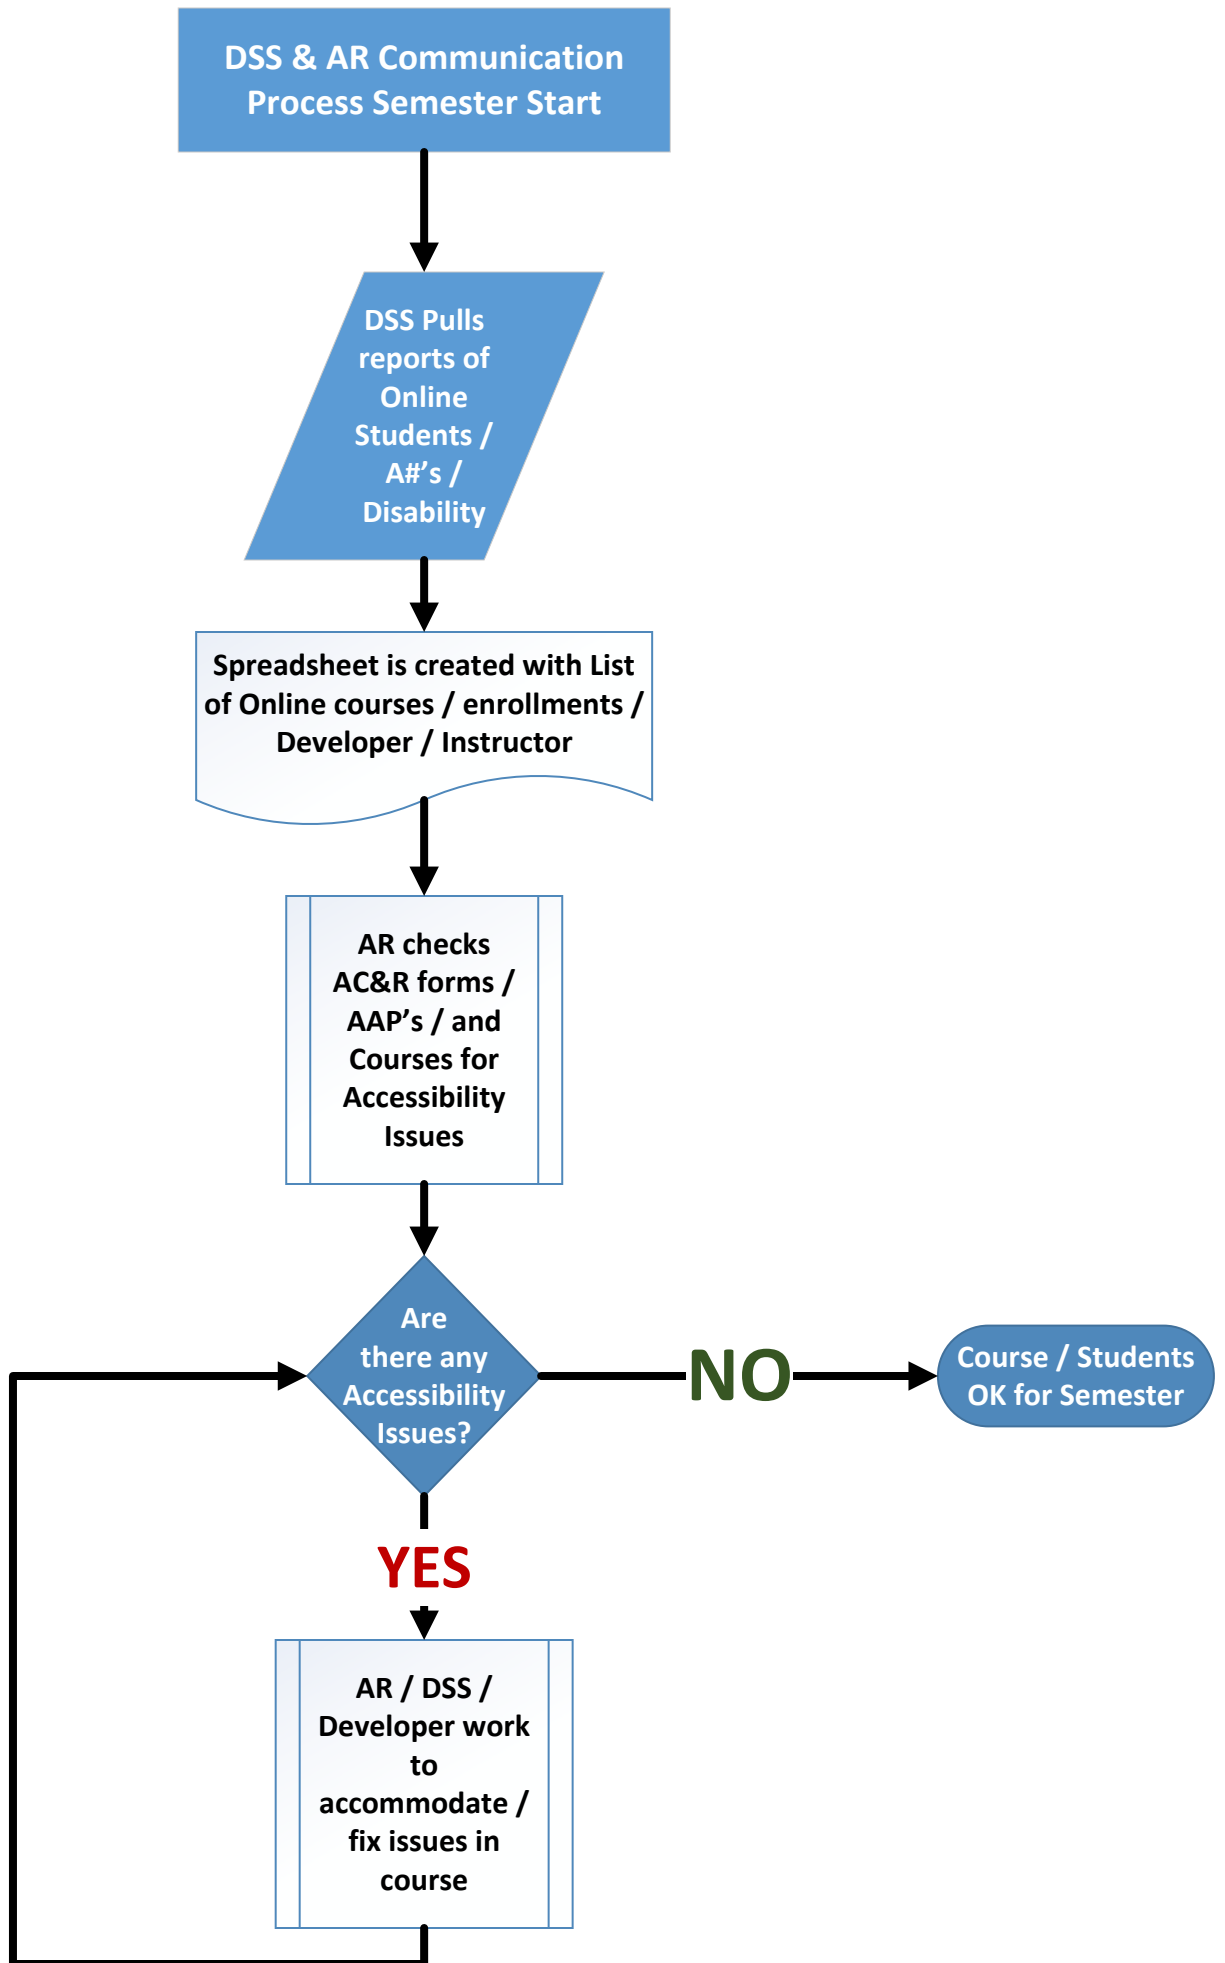 DSS & AR Communication
Process Semester Start
DSS Pulls
reports of
Online
Students /
A#’s /
Disability
Spreadsheet is created with List
of Online courses / enrollments /
Developer / Instructor
AR checks
AC&R forms /
AAP’s / and
Courses for
Accessibility
Issues
Are
there any
Accessibility
Issues?
NO
Course / Students
OK for Semester
YES
AR / DSS /
Developer work
to
accommodate /
fix issues in
course